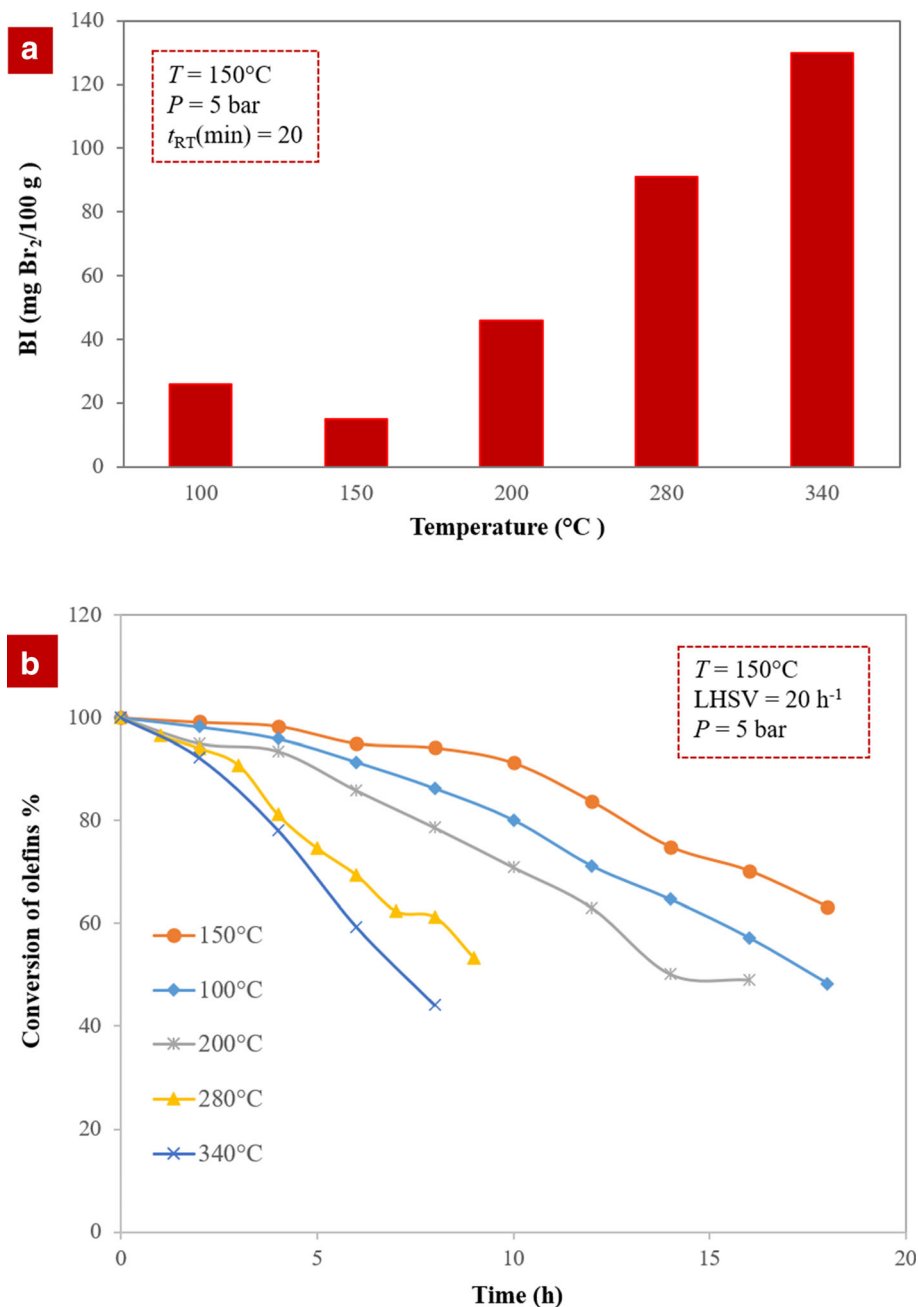 a
140
120
100
80
60
40
20
0
BI (mg Br₂/100 g )
T = 150°C
P = 5 bar
tRT(min) = 20
100 150 200 280 340
Temperature (°C )
b
120
100
80
60
40
20
0
Conversion of olefins %
T = 150°C
LHSV = 20 h⁻¹
P = 5 bar
150°C
100°C
200°C
280°C
340°C
0 5 10 15 20
Time (h)